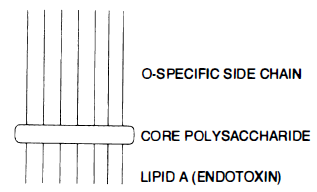 O-SPECIFIC SIDE CHAIN
CORE POLYSACCHARIDE
LIPID A (ENDOTOXIN)